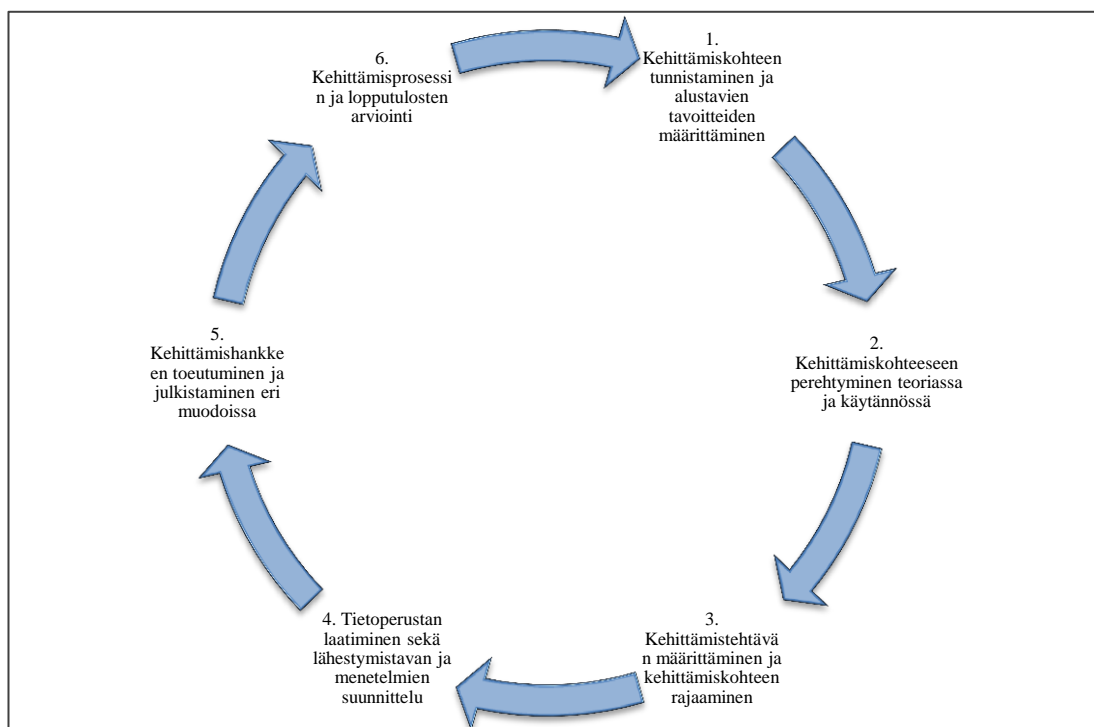 1.
Kehittämiskohteen
tunnistaminen ja
alustavien
tavoitteiden
määrittäminen
2.
Kehittämiskohteeseen
perehtyminen teoriassa
ja käytännössä
3.
Kehittämistehtävä
n määrittäminen ja
kehittämiskohteen
rajaaminen
4. Tietoperustan
laatiminen sekä
lähestymistavan ja
menetelmien
suunnittelu
5.
Kehittämishankke
en toeutuminen ja
julkistaminen eri
muodoissa
6.
Kehittämisprosessi
n ja lopputulosten
arviointi